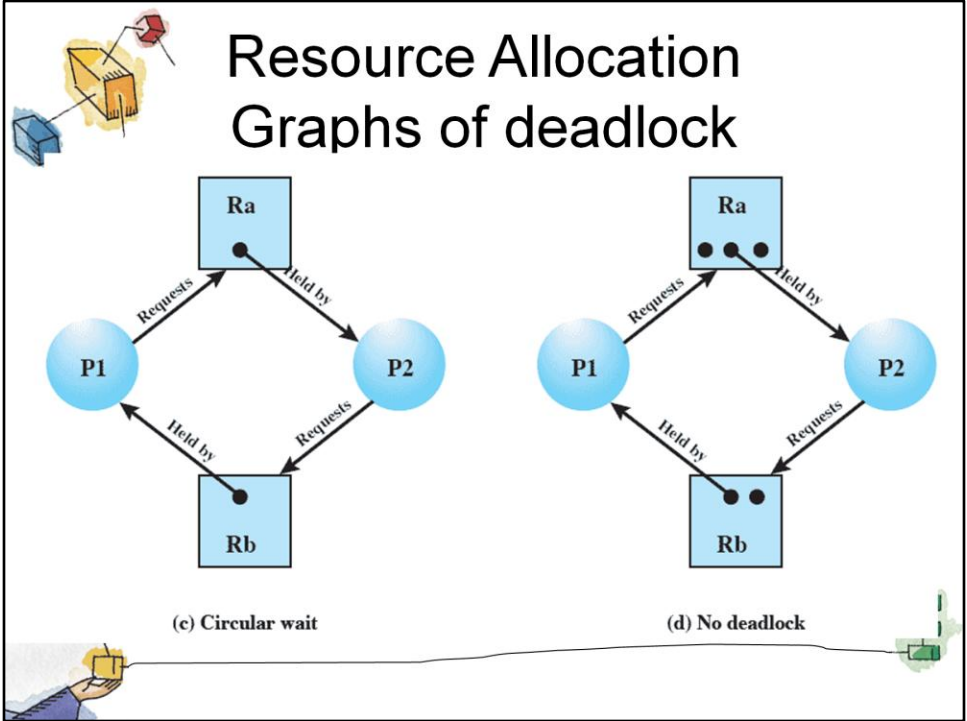 Resource Allocation
Graphs of deadlock
Ra
Requests
Held by
P1
P2
Held by
Requests
Rb
(c) Circular wait
Ra
Requests
Held by
P1
P2
Held by
Requests
Rb
(d) No deadlock